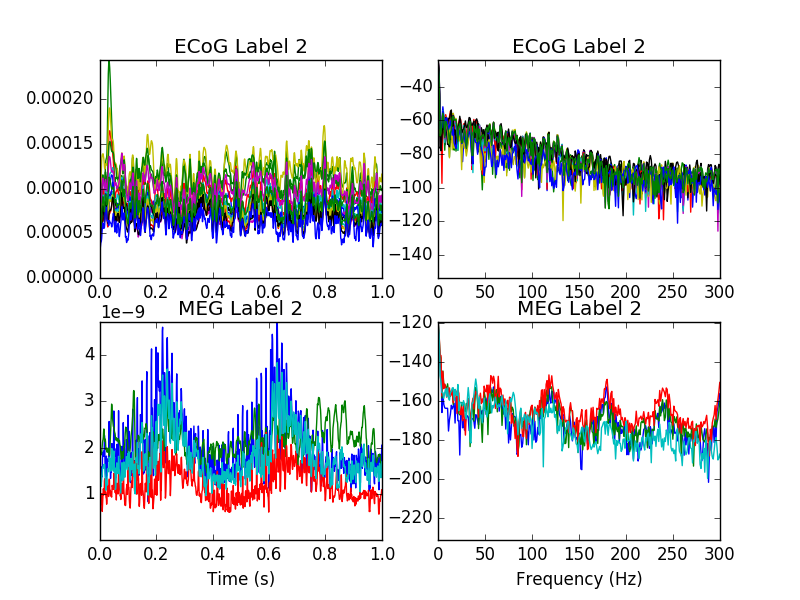 ECoG Label 2
ECoG Label 2
0.00020
0.00015
0.00010
0.00005
0.00000
0.0 0.2 0.4 0.6 0.8 1.0
−40
−60
−80
−100
−120
−140
0 50 100 150 200 250 300
MEG Label 2
MEG Label 2
1e−9
4
3
2
1
0.0 0.2 0.4 0.6 0.8 1.0
Time (s)
−120
−140
−160
−180
−200
−220
0 50 100 150 200 250 300
Frequency (Hz)